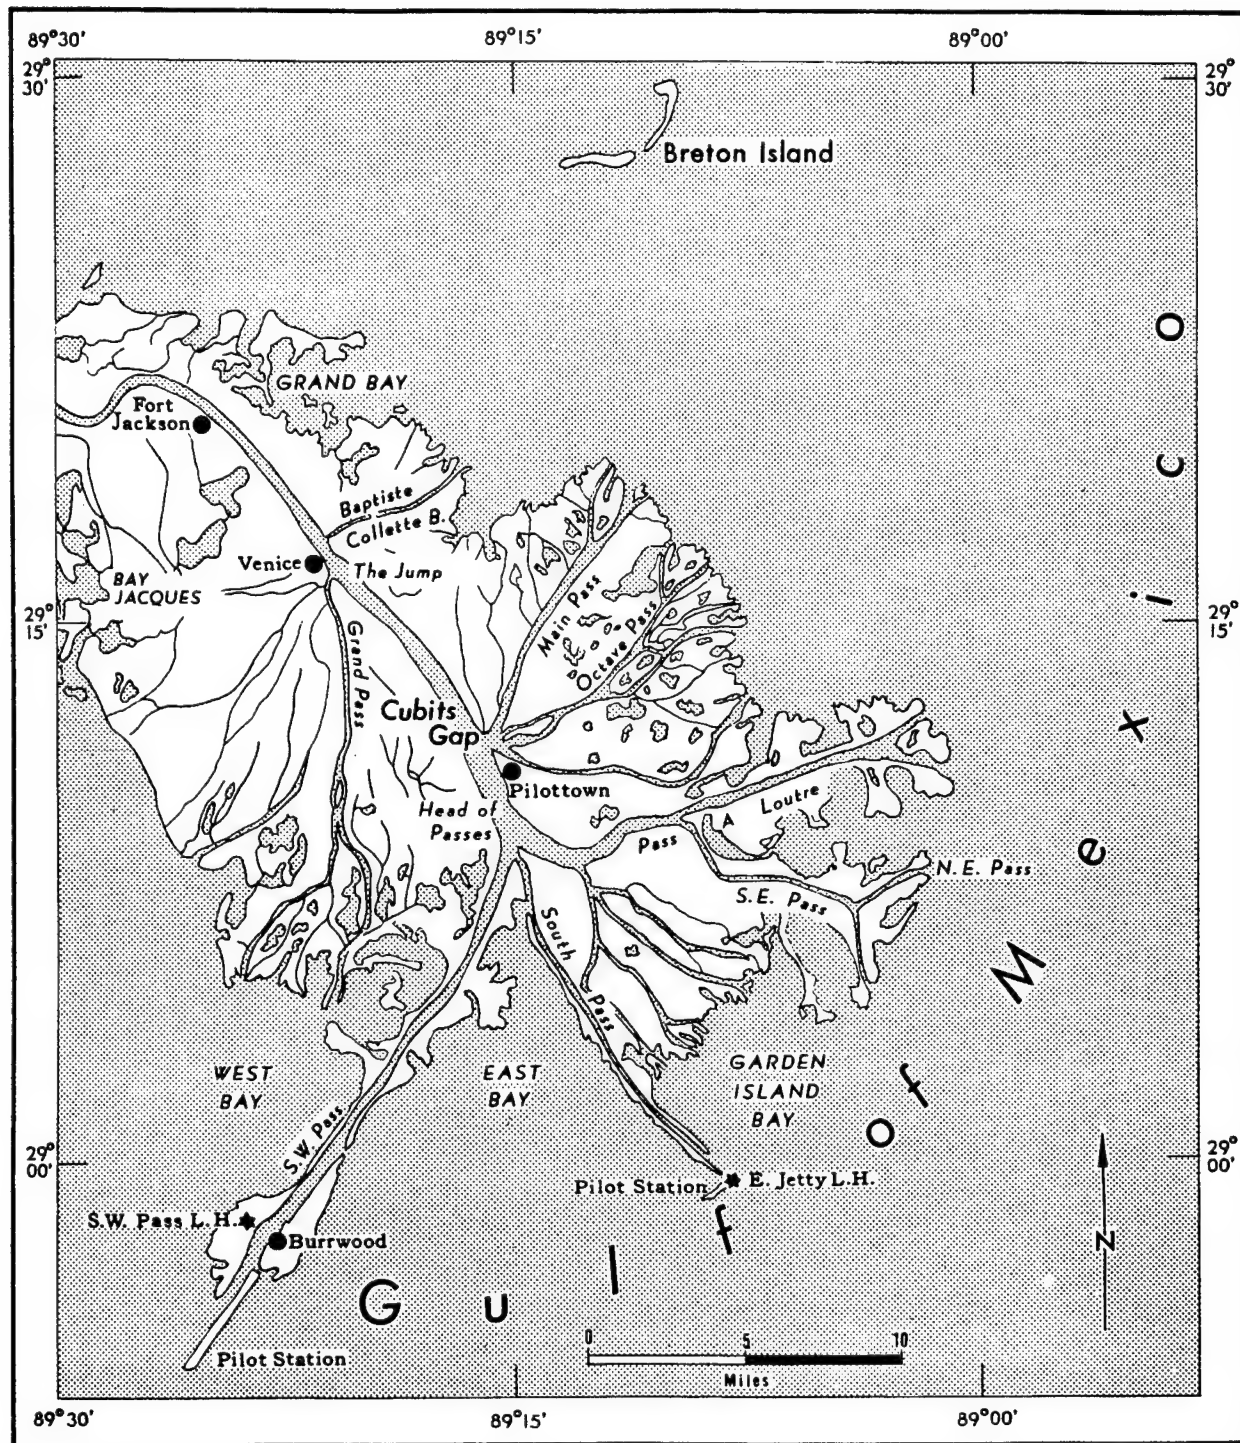 89°30'
89°15'
89°00'
29°
30'
29°
30'
Breton Island
GRAND BAY
Fort
Jackson
Baptiste
Collette B.
Venice
The Jump
BAY
JACQUES
29°
15'
29°
15'
Main Pass
Octave Pass
Grand Pass
Cubits
Gap
Pilottown
Head of
Passes
Pass A Loutre
N.E. Pass
S.E. Pass
South Pass
WEST
BAY
EAST
BAY
GARDEN
ISLAND
BAY
S.W. Pass
29°
00'
29°
00'
Pilot Station
E. Jetty L.H.
S.W. Pass L.H.
Burrwood
Gulf of Mexico
N
0 5 10
Miles
Pilot Station
89°30'
89°15'
89°00'